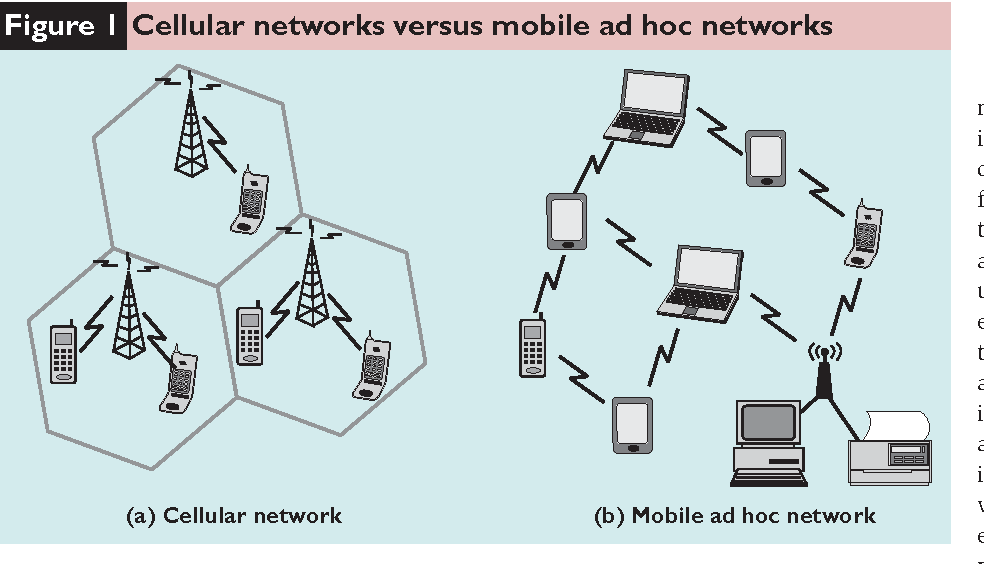 Figure 1 Cellular networks versus mobile ad hoc networks
(a) Cellular network
(b) Mobile ad hoc network